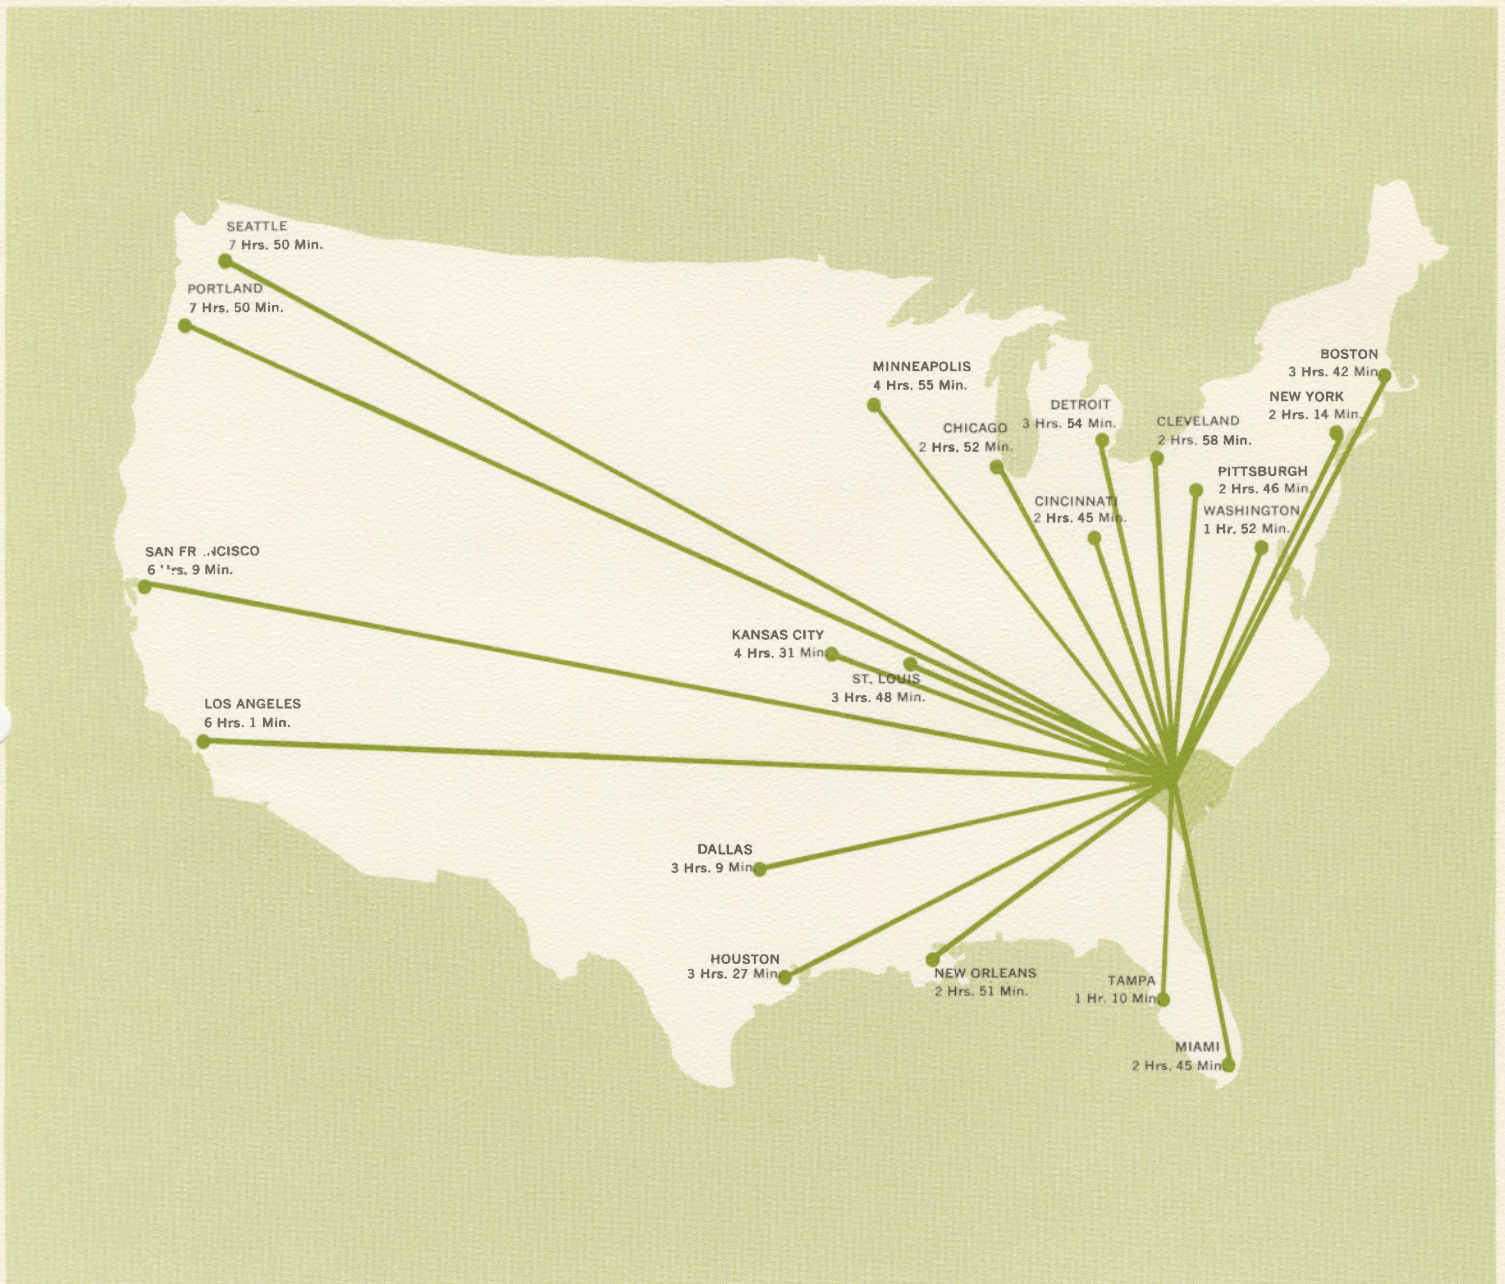 SEATTLE
7 Hrs. 50 Min.
PORTLAND
7 Hrs. 50 Min.
MINNEAPOLIS
4 Hrs. 55 Min.
BOSTON
3 Hrs. 42 Min.
NEW YORK
2 Hrs. 14 Min.
DETROIT
3 Hrs. 54 Min.
CHICAGO
2 Hrs. 52 Min.
CLEVELAND
2 Hrs. 58 Min.
PITTSBURGH
2 Hrs. 46 Min.
CINCINNATI
2 Hrs. 45 Min.
WASHINGTON
1 Hr. 52 Min.
SAN FRANCISCO
6 Hrs. 9 Min.
KANSAS CITY
4 Hrs. 31 Min.
ST. LOUIS
3 Hrs. 48 Min.
LOS ANGELES
6 Hrs. 1 Min.
DALLAS
3 Hrs. 9 Min.
HOUSTON
3 Hrs. 27 Min.
NEW ORLEANS
2 Hrs. 51 Min.
TAMPA
1 Hr. 10 Min.
MIAMI
2 Hrs. 45 Min.